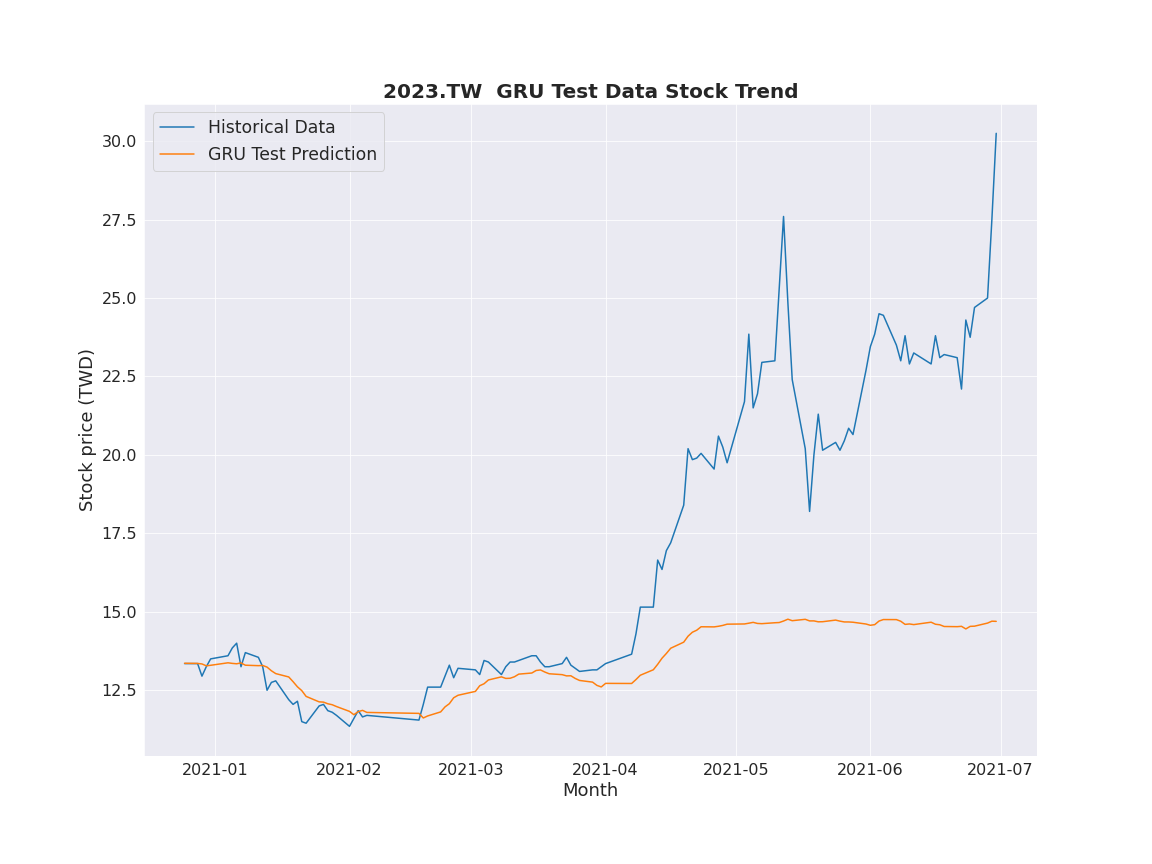 2023.TW  GRU Test Data Stock Trend
Historical Data
GRU Test Prediction
30.0
27.5
25.0
22.5
20.0
17.5
15.0
12.5
Stock price (TWD)
2021-01 2021-02 2021-03 2021-04 2021-05 2021-06 2021-07
Month